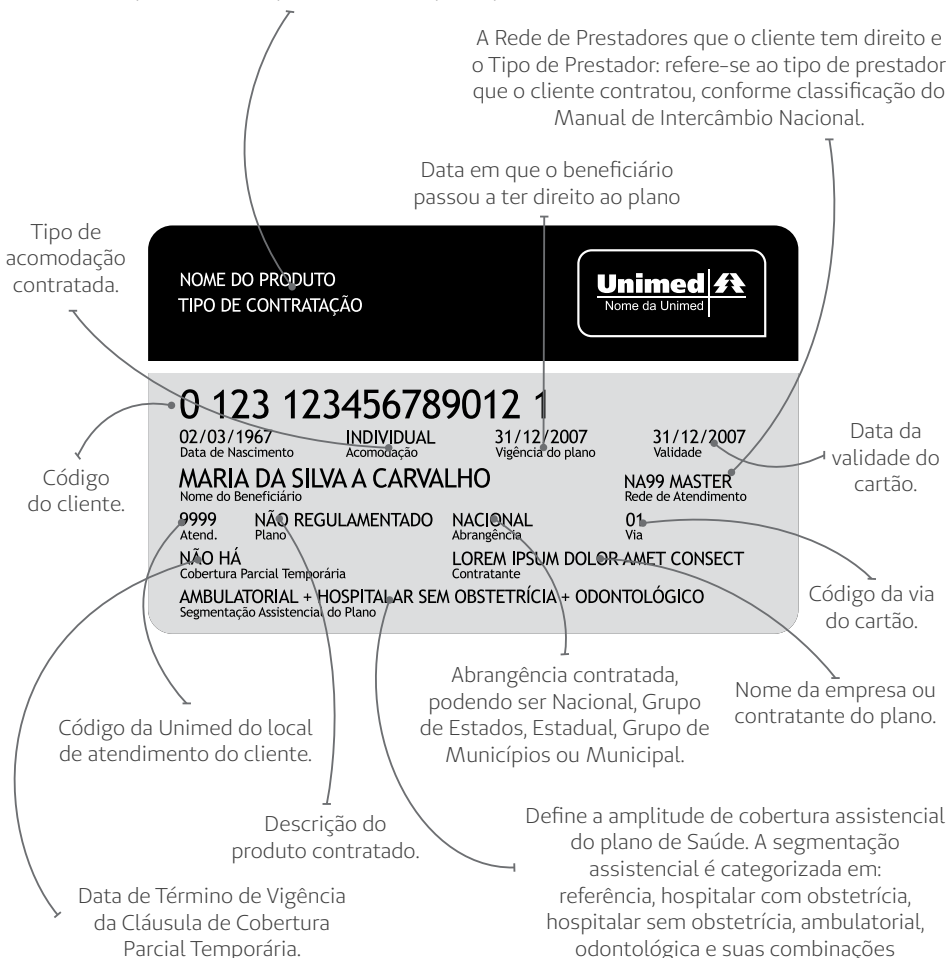 A Rede de Prestadores que o cliente tem direito e
o Tipo de Prestador: refere-se ao tipo de prestador
que o cliente contratou, conforme classificação do
Manual de Intercâmbio Nacional.
Data em que o beneficiário
passou a ter direito ao plano
Tipo de
acomodação
contratada.
NOME DO PRODUTO
TIPO DE CONTRATAÇÃO
Unimed
Nome da Unimed
0 123 123456789012 1
02/03/1967 INDIVIDUAL 31/12/2007 31/12/2007
Data de Nascimento Acomodação Vigência do plano Validade
MARIA DA SILVA A CARVALHO NA99 MASTER
Nome do Beneficiário Rede de Atendimento
9999 NÃO REGULAMENTADO NACIONAL 01
Atend. Plano Abrangência Via
NÃO HÁ LOREM IPSUM DOLOR AMET CONSECT
Cobertura Parcial Temporária Contratante
AMBULATORIAL + HOSPITALAR SEM OBSTETRÍCIA + ODONTOLÓGICO
Segmentação Assistencial do Plano
Código
do cliente.
Data da
validade do
cartão.
Código da via
do cartão.
Abrangência contratada,
podendo ser Nacional, Grupo
de Estados, Estadual, Grupo de
Municípios ou Municipal.
Nome da empresa ou
contratante do plano.
Código da Unimed do local
de atendimento do cliente.
Descrição do
produto contratado.
Define a amplitude de cobertura assistencial
do plano de Saúde. A segmentação
assistencial é categorizada em:
referência, hospitalar com obstetrícia,
hospitalar sem obstetrícia, ambulatorial,
odontológica e suas combinações
Data de Término de Vigência
da Cláusula de Cobertura
Parcial Temporária.